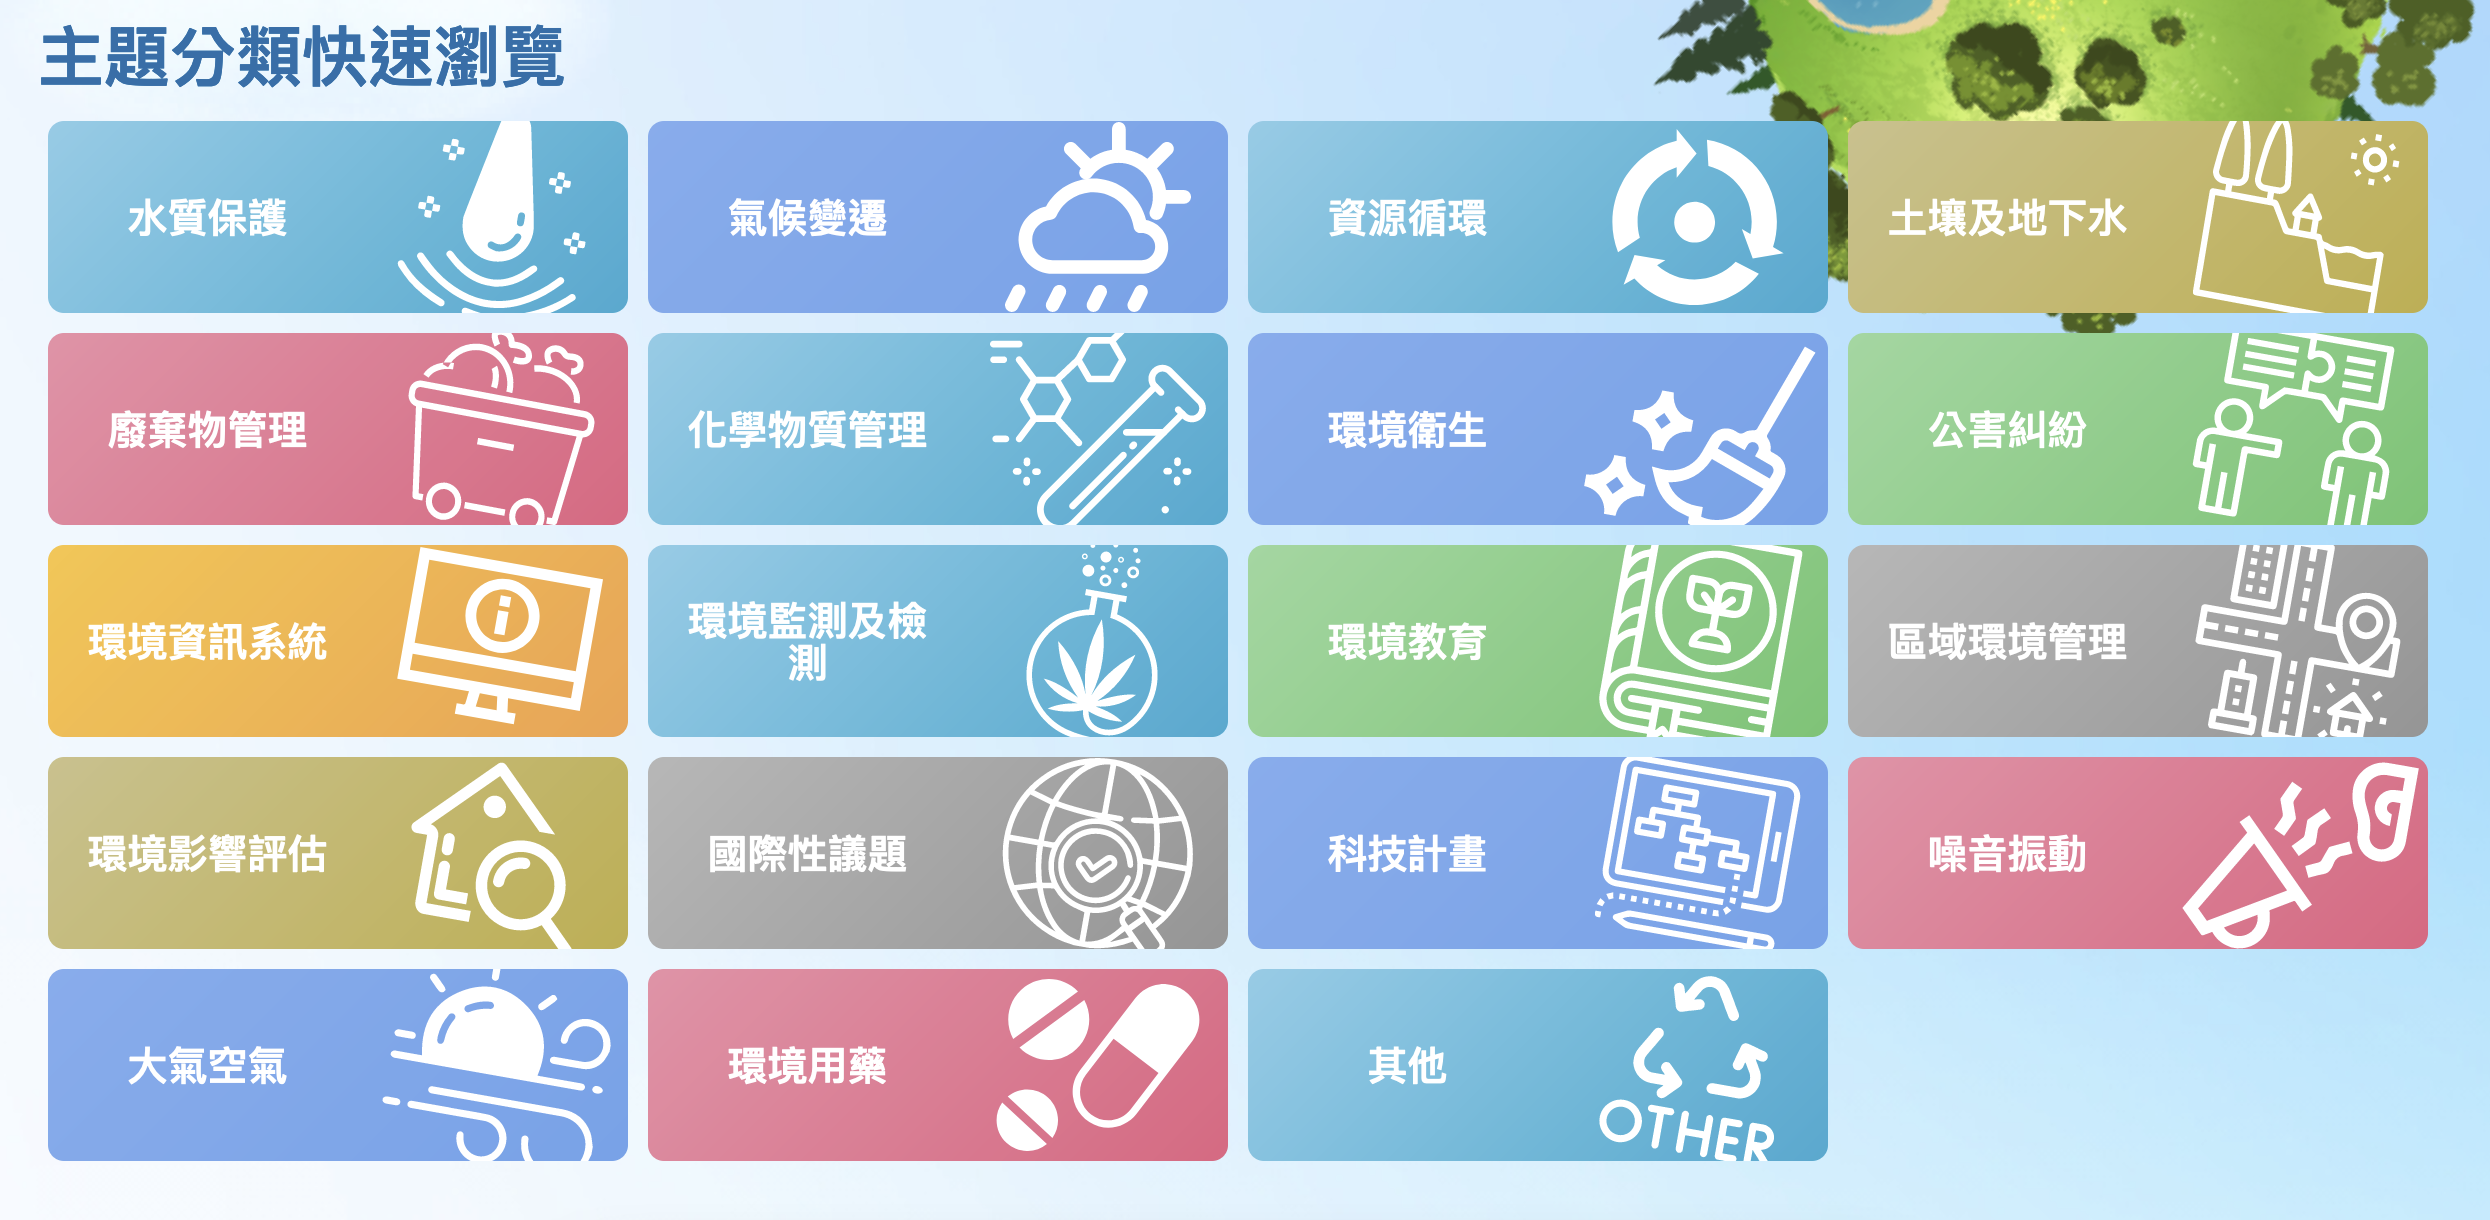 主題分類快速瀏覽
水質保護
氣候變遷
資源循環
土壤及地下水
廢棄物管理
化學物質管理
環境衛生
公害糾紛
環境資訊系統
環境監測及檢
測
環境教育
區域環境管理
環境影響評估
國際性議題
科技計畫
噪音振動
大氣空氣
環境用藥
其他
OTHER